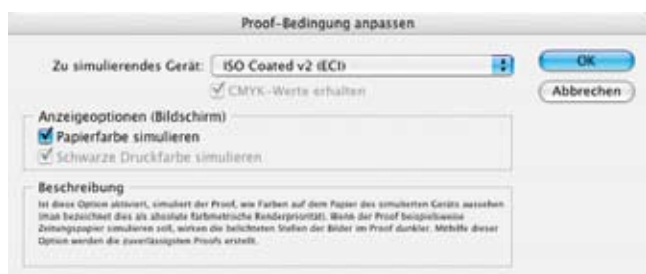 Proof-Bedingung anpassen
Zu simulierendes Gerät: ISO Coated v2 (ECI)
OK
CMYK-Werte erhalten
Abbrechen
Anzeigeoptionen (Bildschirm)
Papierfarbe simulieren
Schwarze Druckfarbe simulieren
Beschreibung
Ist diese Option aktiviert, simuliert der Proof, wie Farben auf dem Papier des simulierten Geräts aussehen
(man bezeichnet dies als absolute farbmetrische Renderpriorität). Wenn der Proof beispielsweise
Zeitungspapier simulieren soll, wirken die belichteten Stellen der Bilder im Proof dunkler. Mithilfe dieser
Option werden die zuverlässigsten Proofs erstellt.